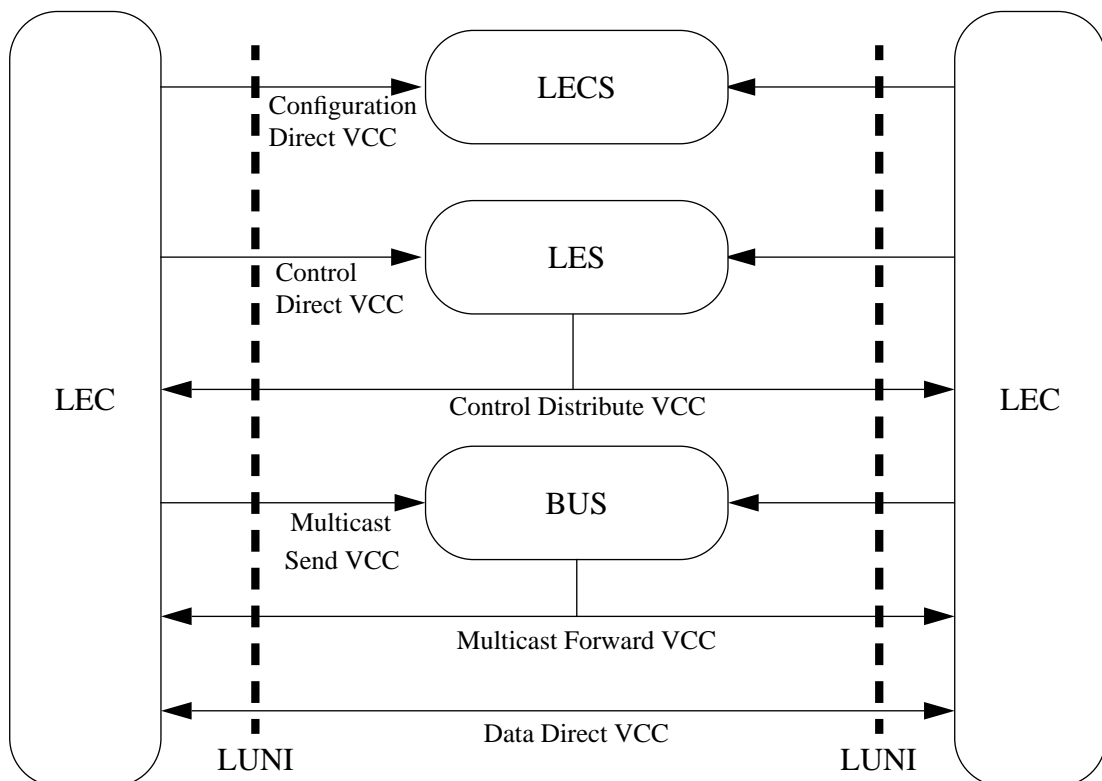 LECS
Configuration
Direct VCC
LES
Control
Direct VCC
LEC
Control Distribute VCC
LEC
BUS
Multicast
Send VCC
Multicast Forward VCC
Data Direct VCC
LUNI
LUNI